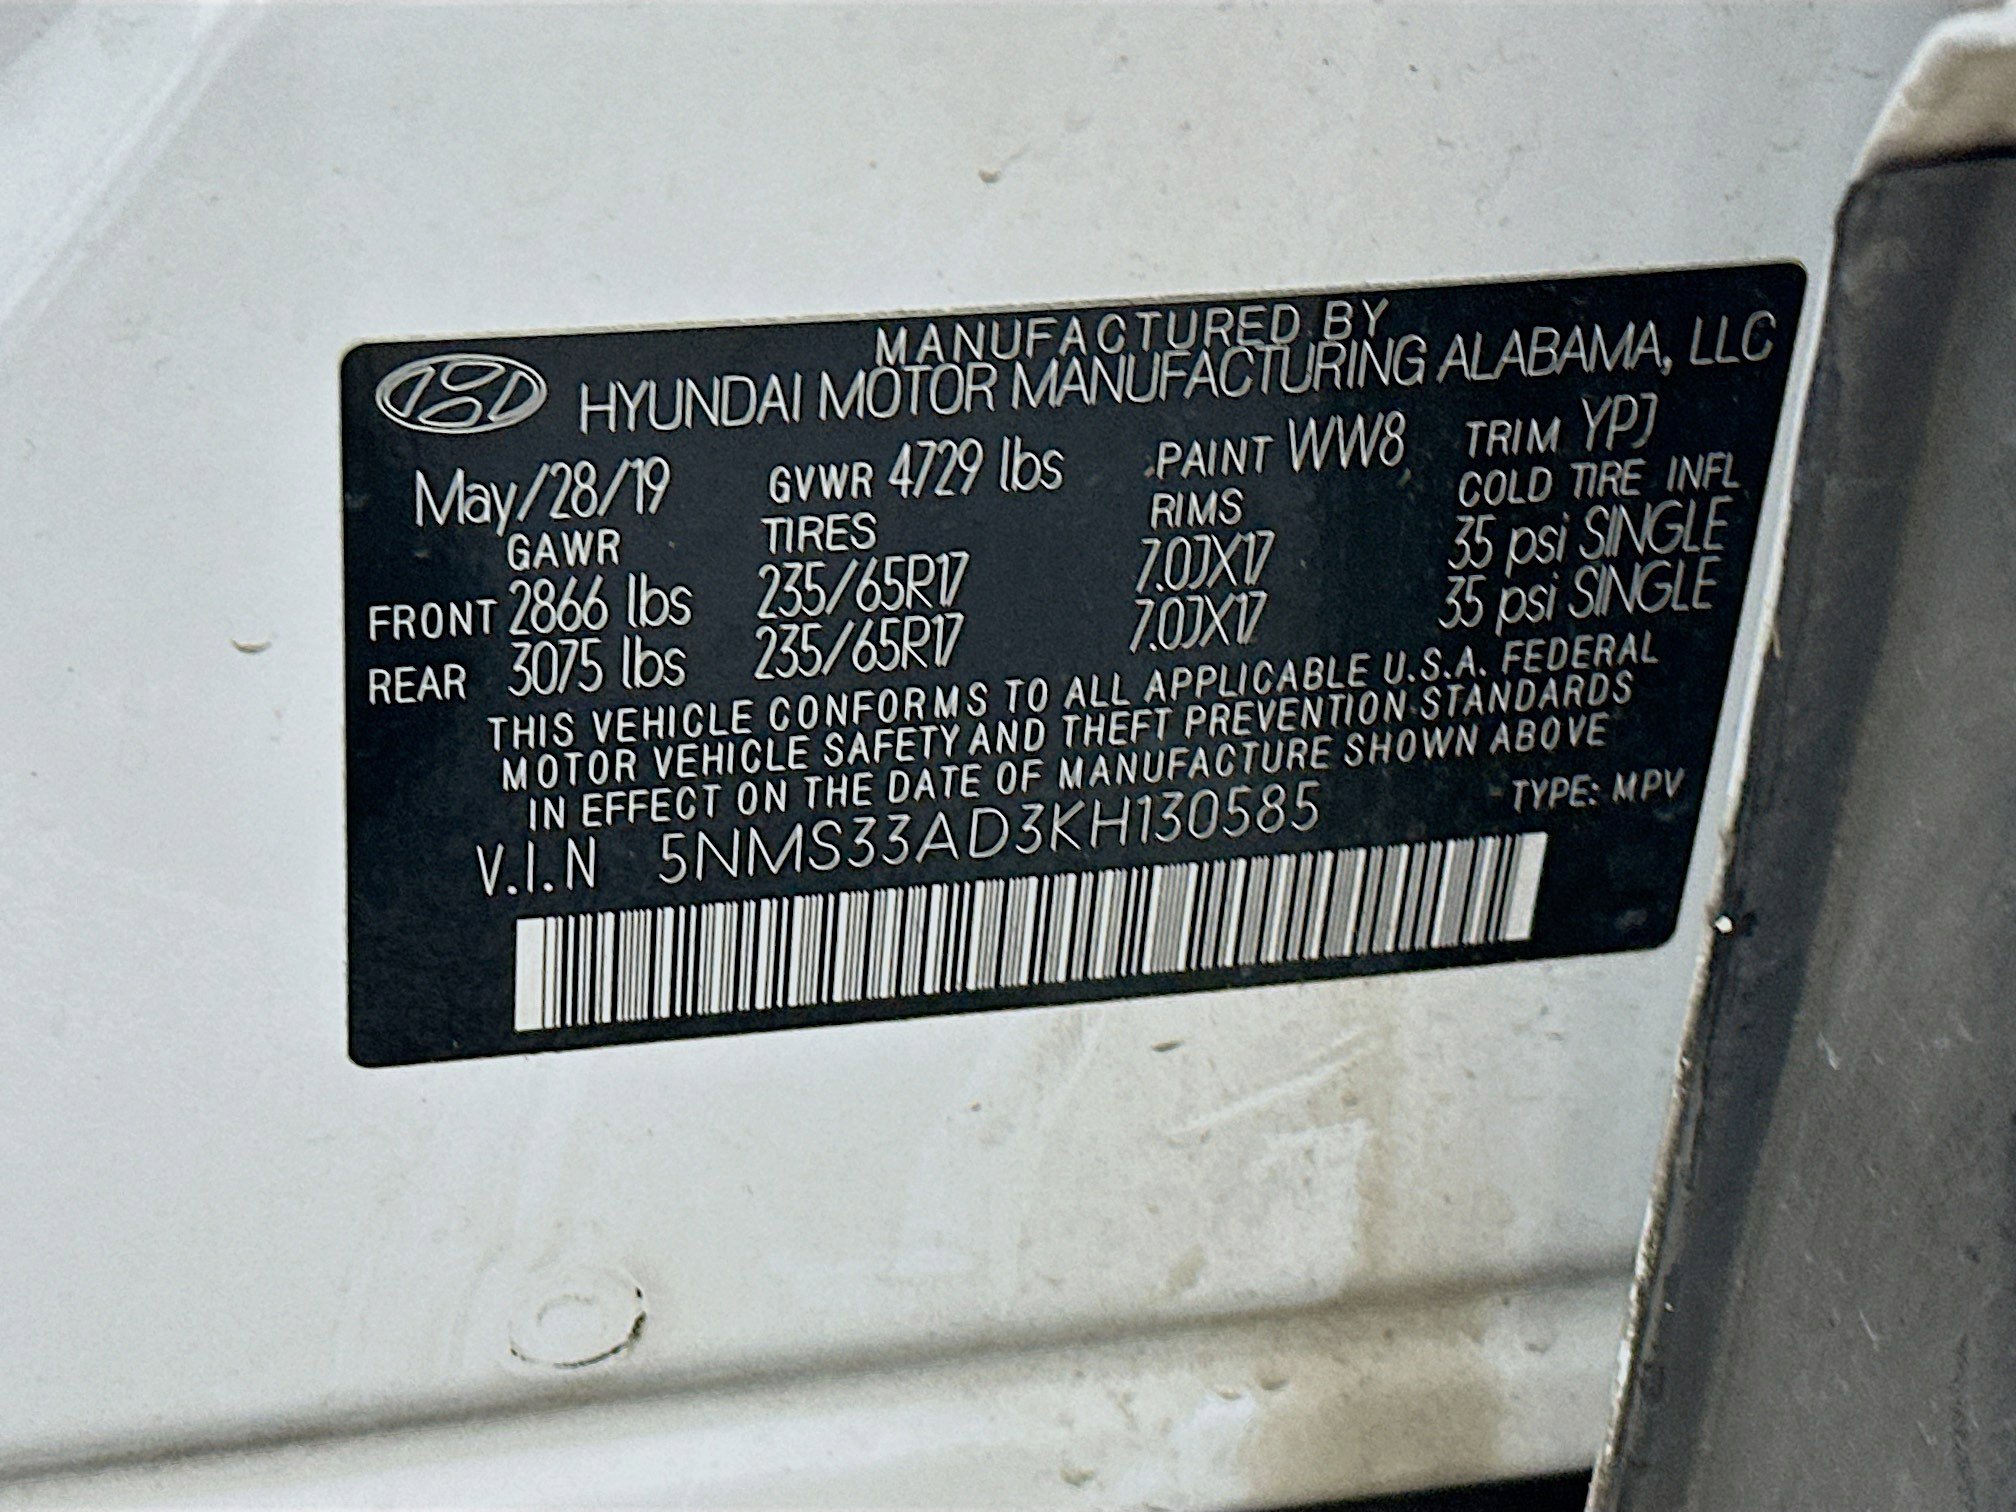 MANUFACTURED BY
HYUNDAI MOTOR MANUFACTURING ALABAMA, LLC
May/28/19 GVWR 4729 lbs PAINT WW8 TRIM YPJ
GAWR TIRES RIMS COLD TIRE INFL
FRONT 2866 lbs 235/65R17 7.0JX17 35 psi SINGLE
REAR 3075 lbs 235/65R17 7.0JX17 35 psi SINGLE
THIS VEHICLE CONFORMS TO ALL APPLICABLE U.S.A. FEDERAL
MOTOR VEHICLE SAFETY AND THEFT PREVENTION STANDARDS
IN EFFECT ON THE DATE OF MANUFACTURE SHOWN ABOVE
V.I.N 5NMS33AD3KH130585 TYPE: MPV